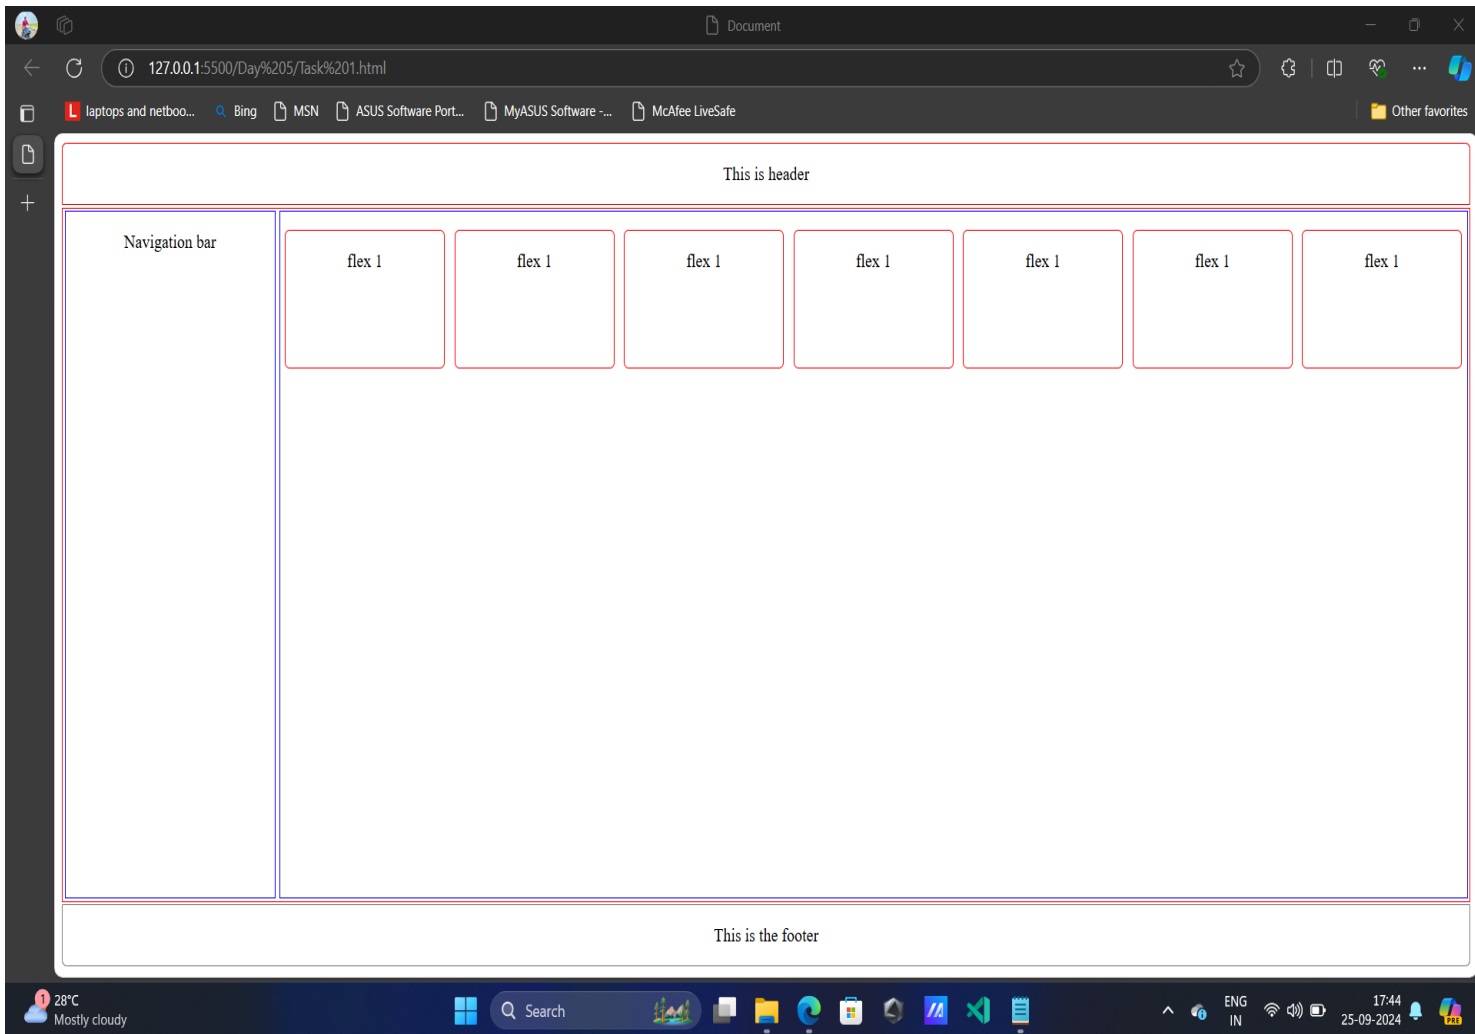 Document
127.0.0.1:5500/Day%205/Task%201.html
L laptops and netboo... Bing MSN ASUS Software Port... MyASUS Software -... McAfee LiveSafe Other favorites
This is header
Navigation bar
flex 1 flex 1 flex 1 flex 1 flex 1 flex 1 flex 1
This is the footer
1 28°C
Mostly cloudy
Search
ENG
IN
17:44
25-09-2024
PRE